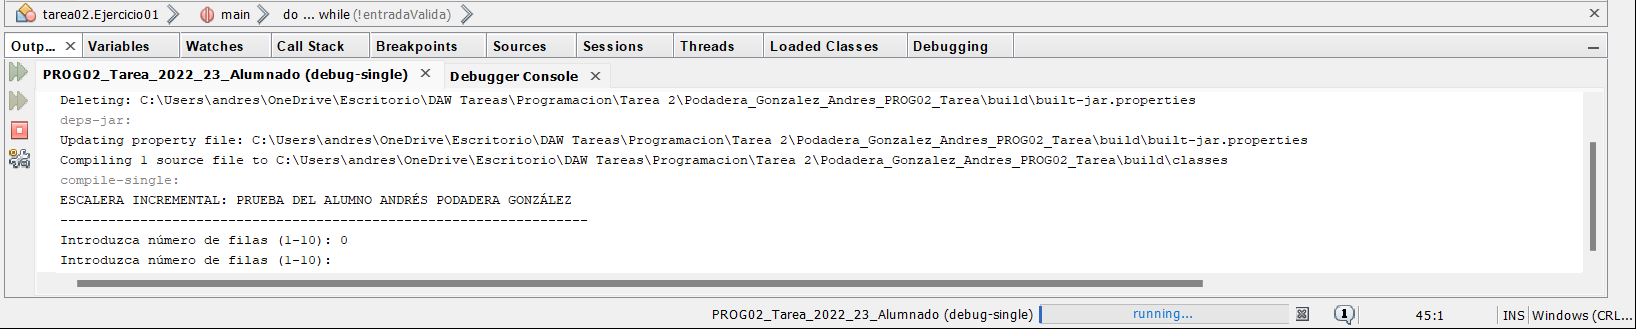 tarea02.Ejercicio01 main do ... while (!entradaValida)
Outp... Variables Watches Call Stack Breakpoints Sources Sessions Threads Loaded Classes Debugging
PROG02_Tarea_2022_23_Alumnado (debug-single) Debugger Console
Deleting: C:\Users\andres\OneDrive\Escritorio\DAW Tareas\Programacion\Tarea 2\Podadera_Gonzalez_Andres_PROG02_Tarea\build\built-jar.properties
deps-jar:
Updating property file: C:\Users\andres\OneDrive\Escritorio\DAW Tareas\Programacion\Tarea 2\Podadera_Gonzalez_Andres_PROG02_Tarea\build\built-jar.properties
Compiling 1 source file to C:\Users\andres\OneDrive\Escritorio\DAW Tareas\Programacion\Tarea 2\Podadera_Gonzalez_Andres_PROG02_Tarea\build\classes
compile-single:
ESCALERA INCREMENTAL: PRUEBA DEL ALUMNO ANDRÉS PODADERA GONZÁLEZ
------------------------------------------------------------------
Introduzca número de filas (1-10): 0
Introduzca número de filas (1-10):
PROG02_Tarea_2022_23_Alumnado (debug-single) running... 1 45:1 INS Windows (CRL...